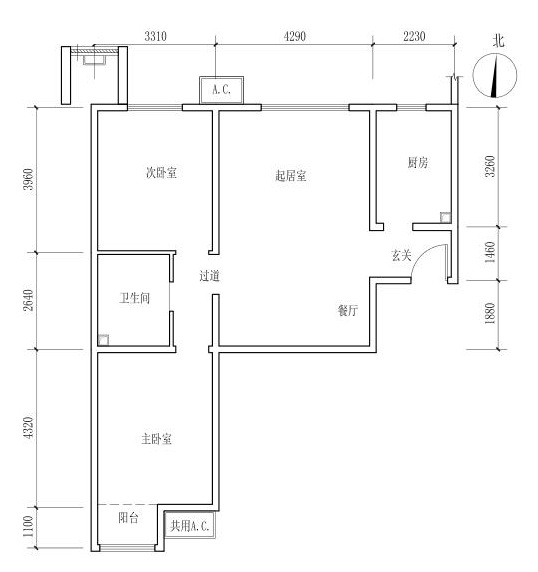 3310 4290 2230
北
A.C.
3960
次卧室
起居室
厨房
3260
玄关
1460
过道
2640
卫生间
餐厅
1880
4320
主卧室
阳台
共用A.C.
1100